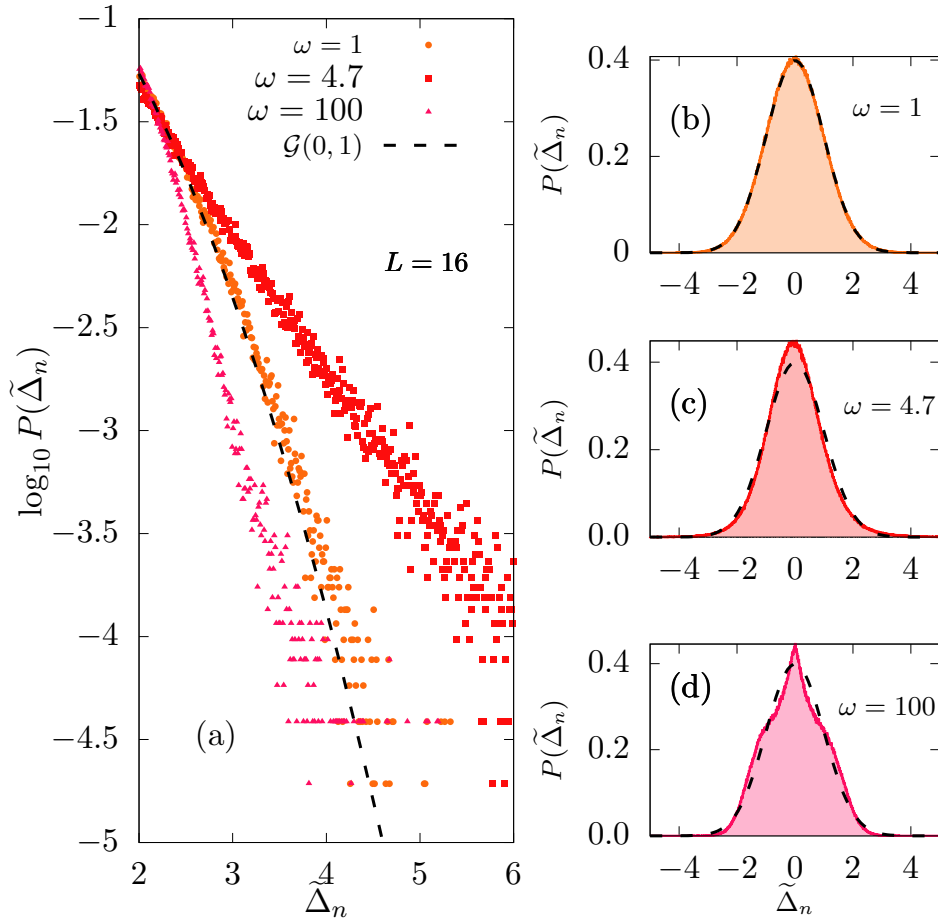 −1
−1.5
−2
−2.5
−3
−3.5
−4
−4.5
−5
log₁₀ P(Δ̃ₙ)
2 3 4 5 6
Δ̃ₙ
ω = 1
ω = 4.7
ω = 100
𝒢(0, 1)
L = 16
(a)
0.4
0.2
0
P(Δ̃ₙ)
(b)
ω = 1
−4 −2 0 2 4
0.4
0.2
0.0
P(Δ̃ₙ)
(c)
ω = 4.7
−4 −2 0 2 4
0.4
0.2
0.0
P(Δ̃ₙ)
(d)
ω = 100
−4 −2 0 2 4
Δ̃ₙ